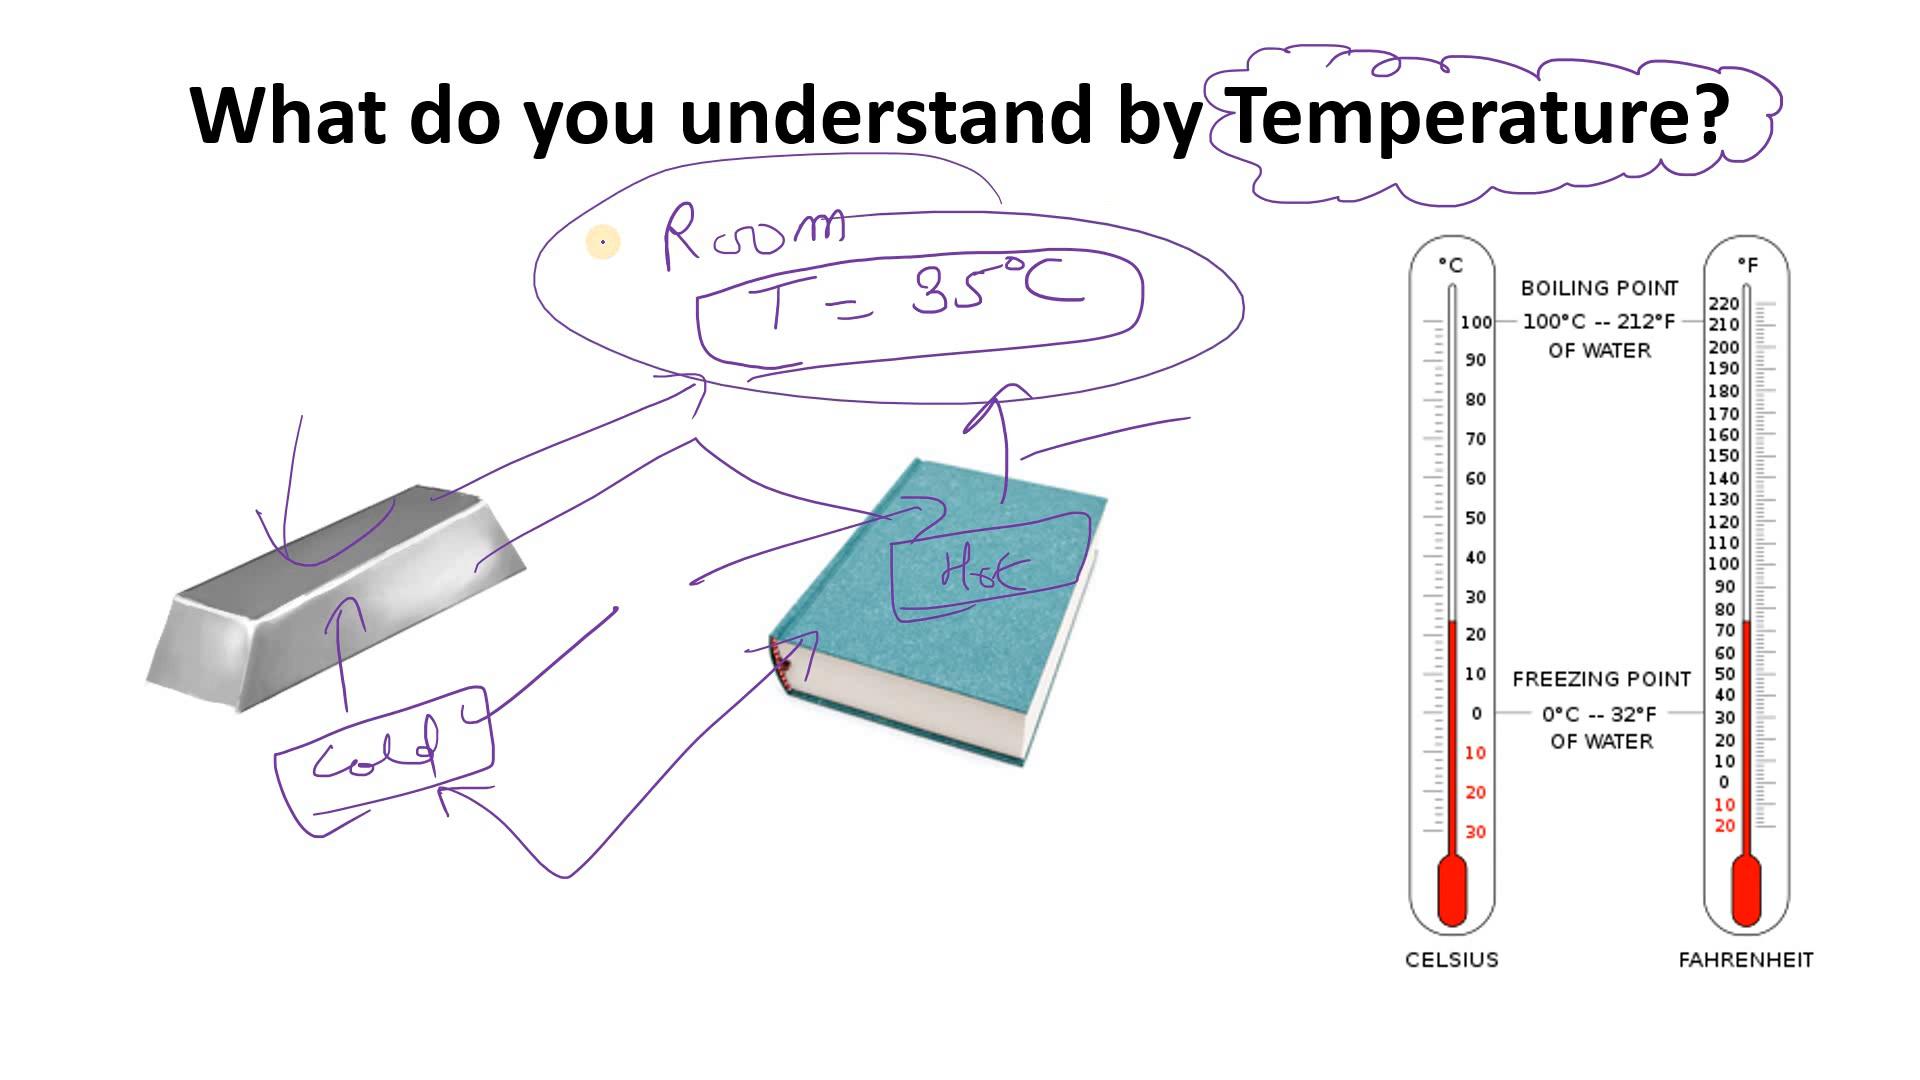 What do you understand by Temperature?
Room
T = 35°C
Hot
Cold
°C
100
90
80
70
60
50
40
30
20
10
0
10
20
30
CELSIUS
BOILING POINT
100°C -- 212°F
OF WATER
FREEZING POINT
0°C -- 32°F
OF WATER
°F
220
210
200
190
180
170
160
150
140
130
120
110
100
90
80
70
60
50
40
30
20
10
0
10
20
FAHRENHEIT